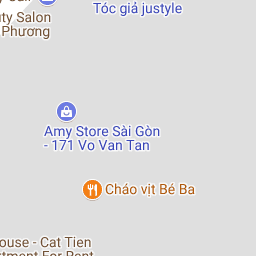 Tóc giả justyle
uty Salon
Phương
Amy Store Sài Gòn
- 171 Vo Van Tan
Cháo vịt Bé Ba
ouse - Cat Tien
rtment For Rent